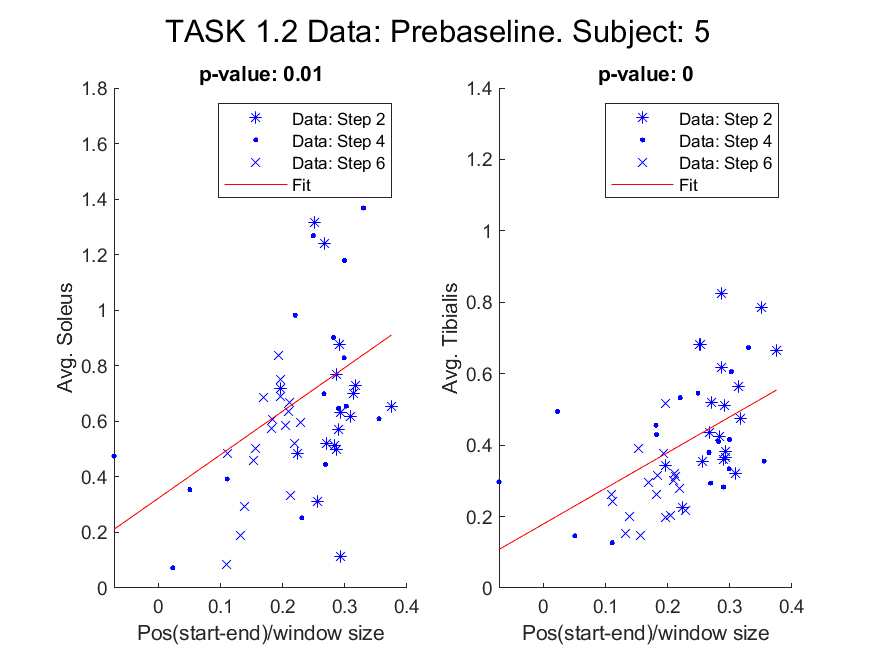 TASK 1.2 Data: Prebaseline. Subject: 5
p-value: 0.01
1.8
1.6
1.4
1.2
1
0.8
0.6
0.4
0.2
0
Avg. Soleus
Data: Step 2
Data: Step 4
Data: Step 6
Fit
0
0.1
0.2
0.3
0.4
Pos(start-end)/window size
p-value: 0
1.4
1.2
1
0.8
0.6
0.4
0.2
0
Avg. Tibialis
Data: Step 2
Data: Step 4
Data: Step 6
Fit
0
0.1
0.2
0.3
0.4
Pos(start-end)/window size